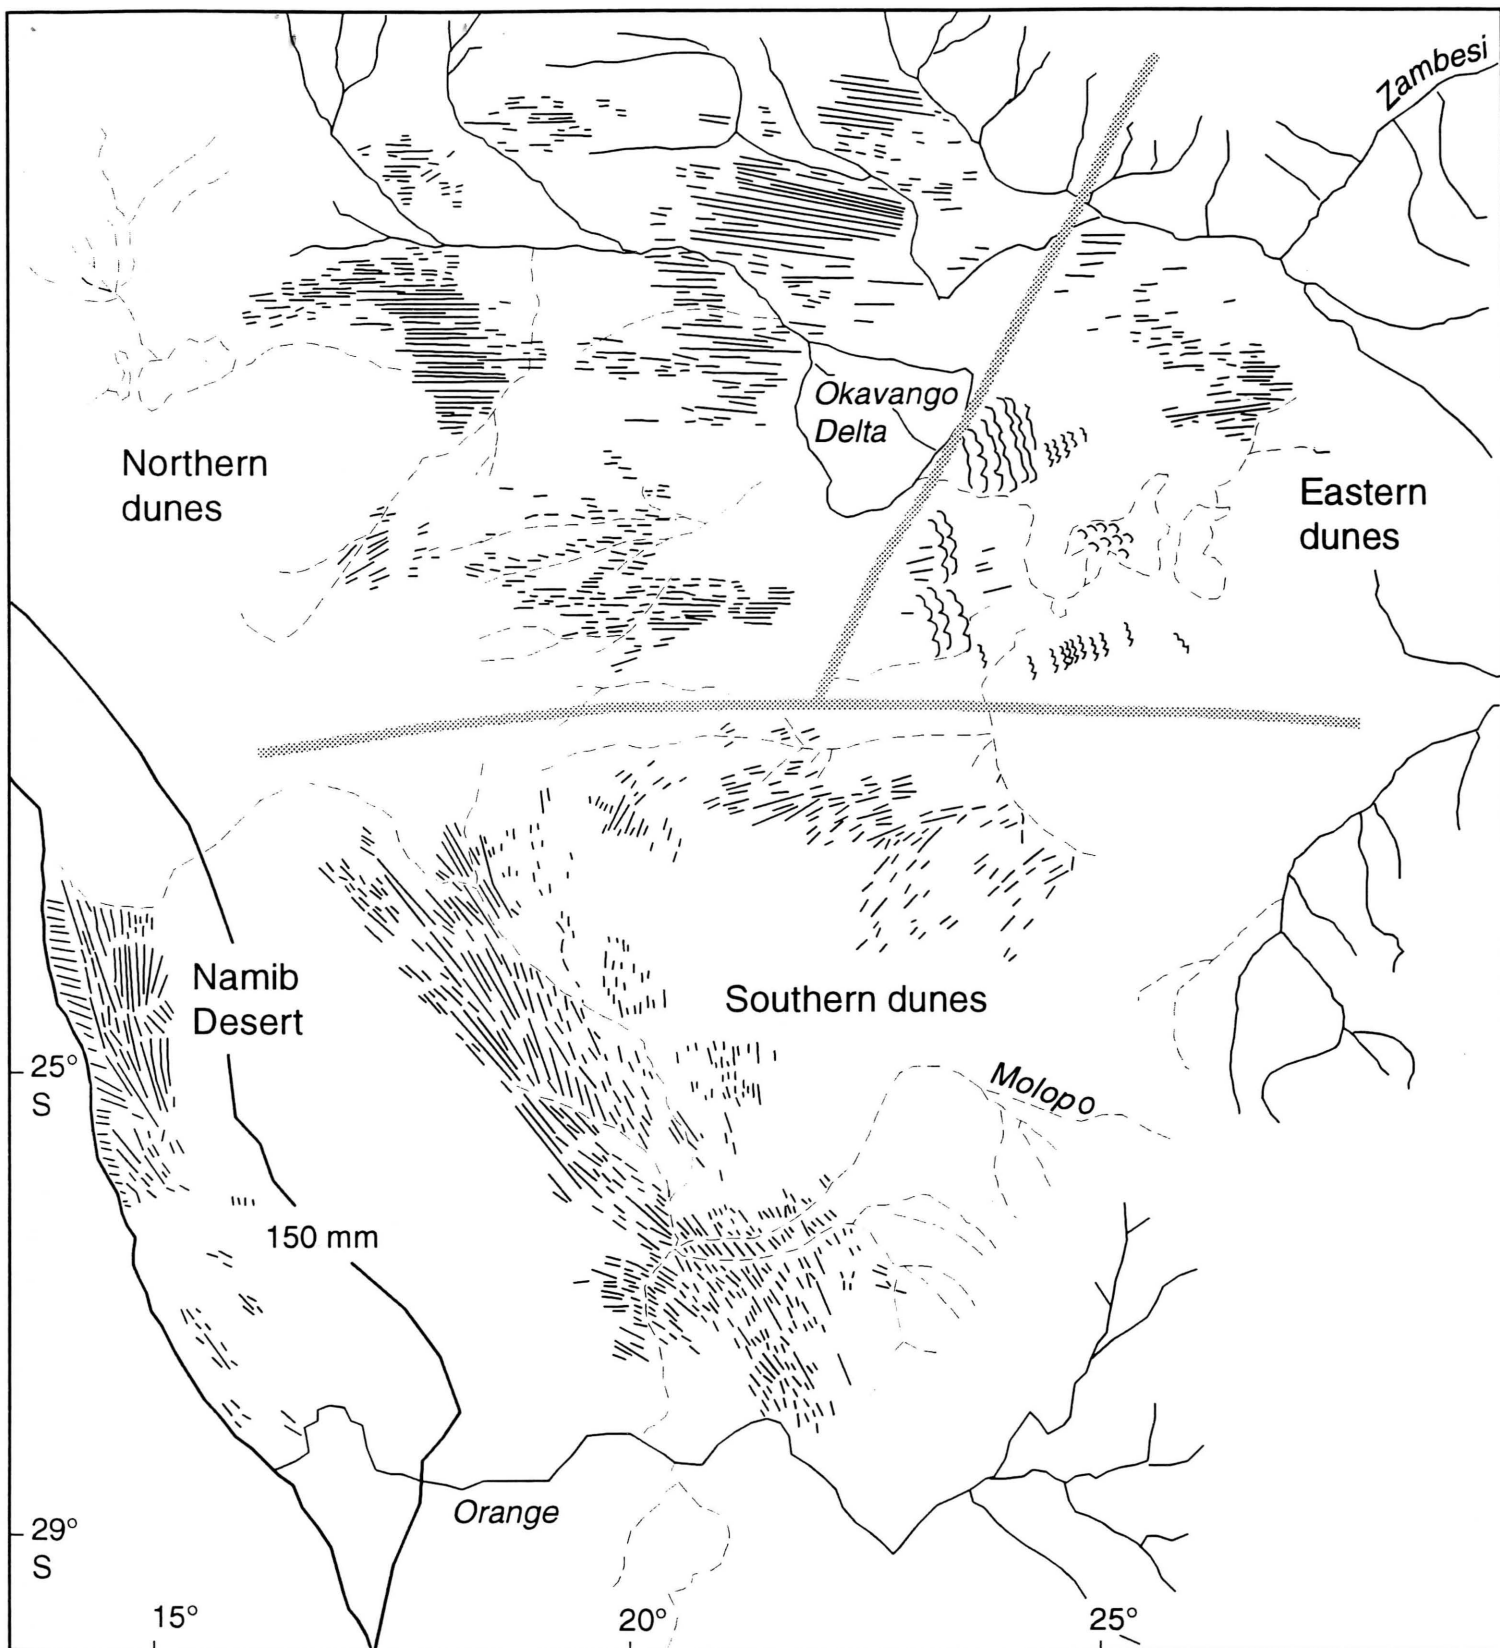 Zambesi
Okavango
Delta
Northern
dunes
Eastern
dunes
Namib
Desert
Southern dunes
25°
S
Molopo
150 mm
Orange
29°
S
15°
20°
25°